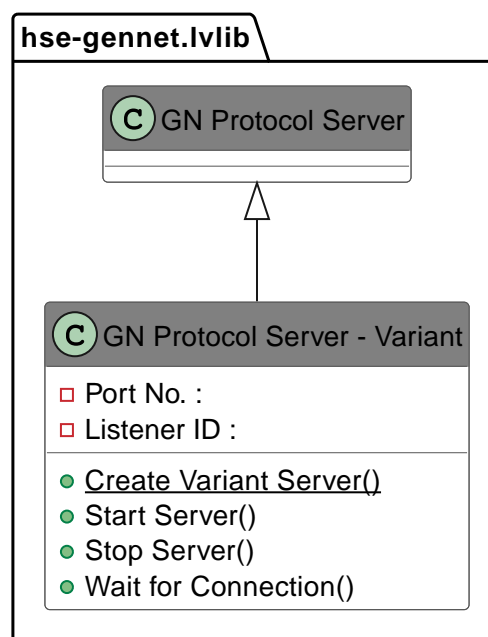 hse-gennet.lvlib
C GN Protocol Server
C GN Protocol Server - Variant
Port No. :
Listener ID :
Create Variant Server()
Start Server()
Stop Server()
Wait for Connection()